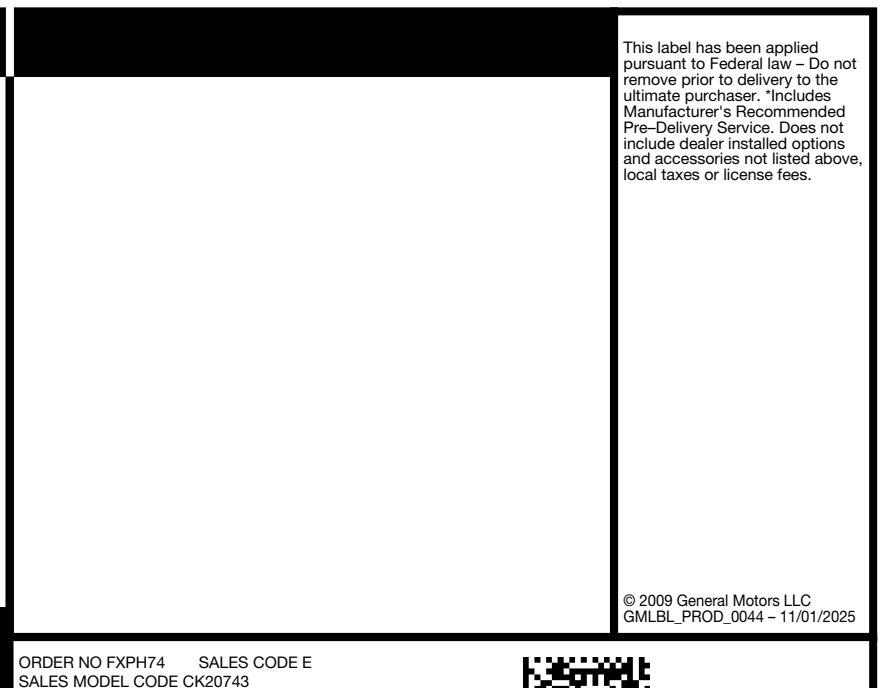 This label has been applied
pursuant to Federal law – Do not
remove prior to delivery to the
ultimate purchaser. *Includes
Manufacturer's Recommended
Pre–Delivery Service. Does not
include dealer installed options
and accessories not listed above,
local taxes or license fees.
© 2009 General Motors LLC
GMLBL_PROD_0044 – 11/01/2025
ORDER NO FXPH74 SALES CODE E
SALES MODEL CODE CK20743